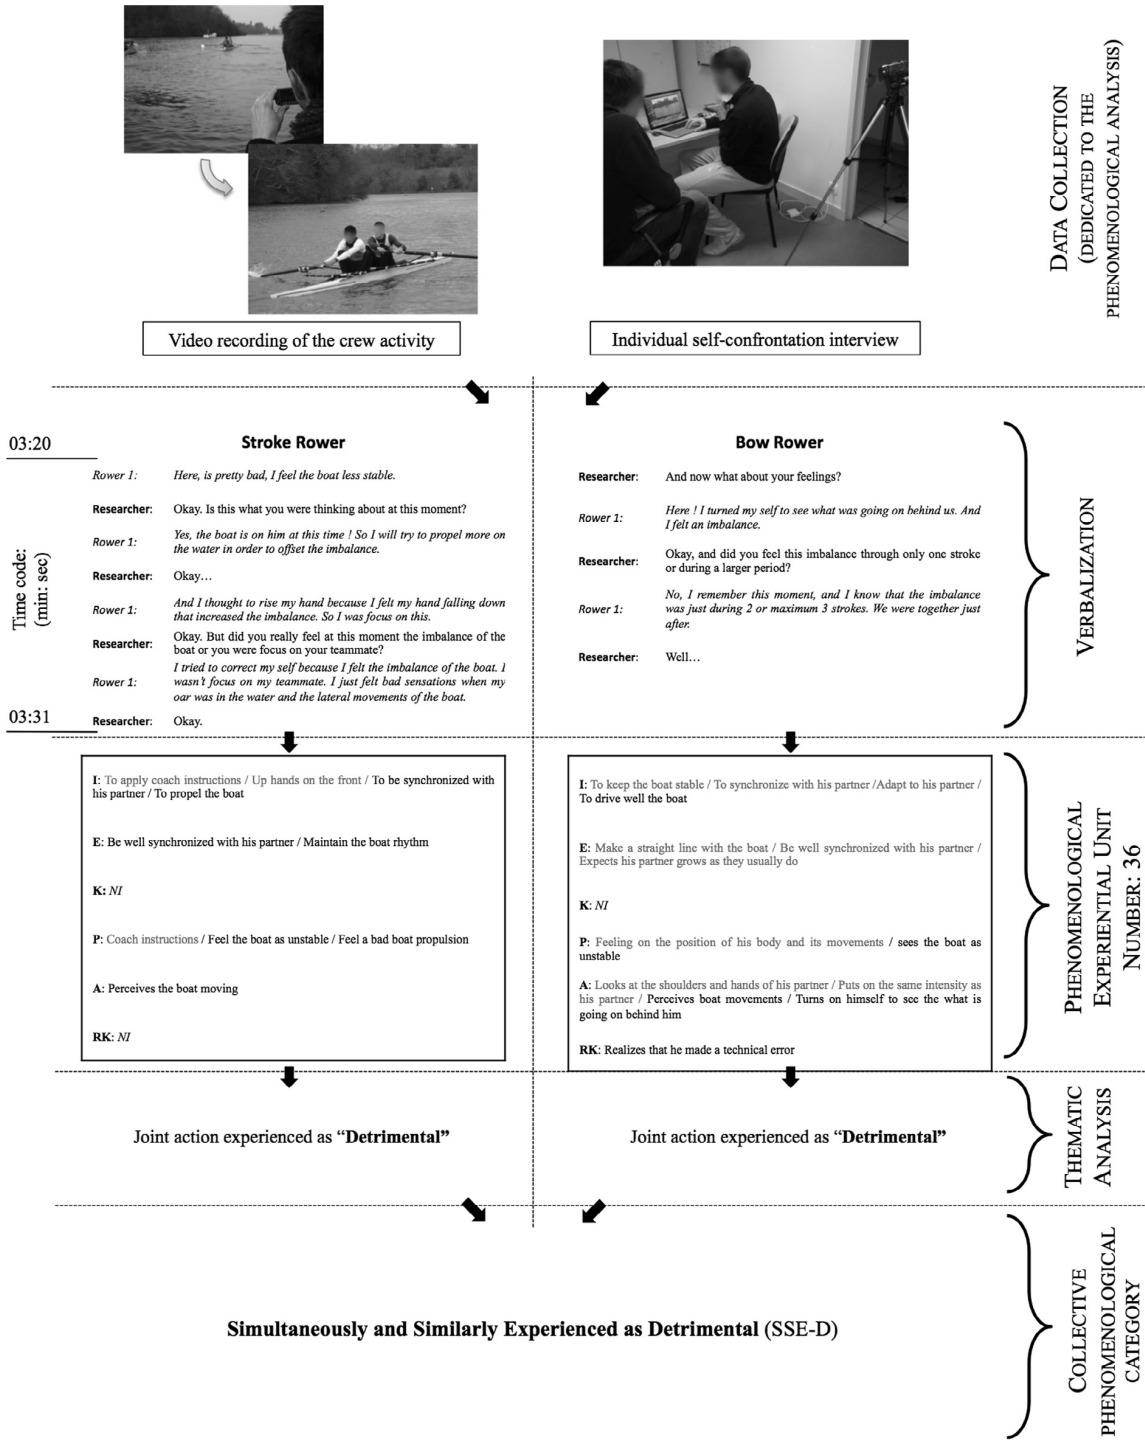 DATA COLLECTION
(DEDICATED TO THE
PHENOMENOLOGICAL ANALYSIS)
Video recording of the crew activity
Individual self-confrontation interview
Time code:
(min: sec)
03:20
03:31
Stroke Rower
Rower 1: Here, is pretty bad, I feel the boat less stable.
Researcher: Okay. Is this what you were thinking about at this moment?
Rower 1: Yes, the boat is on him at this time ! So I will try to propel more on
the water in order to offset the imbalance.
Researcher: Okay…
Rower 1: And I thought to rise my hand because I felt my hand falling down
that increased the imbalance. So I was focus on this.
Researcher: Okay. But did you really feel at this moment the imbalance of the
boat or you were focus on your teammate?
Rower 1: I tried to correct my self because I felt the imbalance of the boat. I
wasn't focus on my teammate. I just felt bad sensations when my
oar was in the water and the lateral movements of the boat.
Researcher: Okay.
Bow Rower
Researcher: And now what about your feelings?
Rower 1: Here ! I turned my self to see what was going on behind us. And
I felt an imbalance.
Researcher: Okay, and did you feel this imbalance through only one stroke
or during a larger period?
Rower 1: No, I remember this moment, and I know that the imbalance
was just during 2 or maximum 3 strokes. We were together just
after.
Researcher: Well…
VERBALIZATION
I: To apply coach instructions / Up hands on the front / To be synchronized with
his partner / To propel the boat
E: Be well synchronized with his partner / Maintain the boat rhythm
K: NI
P: Coach instructions / Feel the boat as unstable / Feel a bad boat propulsion
A: Perceives the boat moving
RK: NI
I: To keep the boat stable / To synchronize with his partner /Adapt to his partner /
To drive well the boat
E: Make a straight line with the boat / Be well synchronized with his partner /
Expects his partner grows as they usually do
K: NI
P: Feeling on the position of his body and its movements / sees the boat as
unstable
A: Looks at the shoulders and hands of his partner / Puts on the same intensity as
his partner / Perceives boat movements / Turns on himself to see the what is
going on behind him
RK: Realizes that he made a technical error
PHENOMENOLOGICAL
EXPERIENTIAL UNIT
NUMBER: 36
Joint action experienced as “Detrimental”
Joint action experienced as “Detrimental”
THEMATIC
ANALYSIS
Simultaneously and Similarly Experienced as Detrimental (SSE-D)
COLLECTIVE
PHENOMENOLOGICAL
CATEGORY